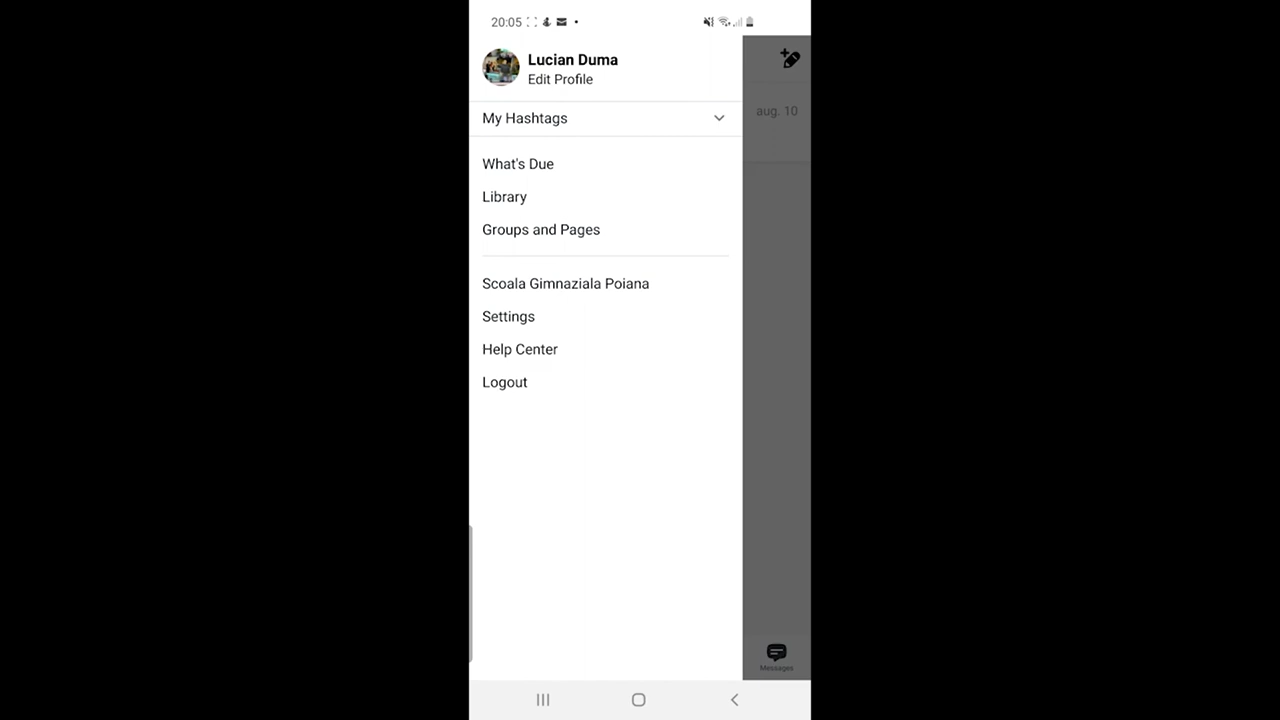 20:05
Lucian Duma
Edit Profile
aug. 10
My Hashtags
What's Due
Library
Groups and Pages
Scoala Gimnaziala Poiana
Settings
Help Center
Logout
Messages